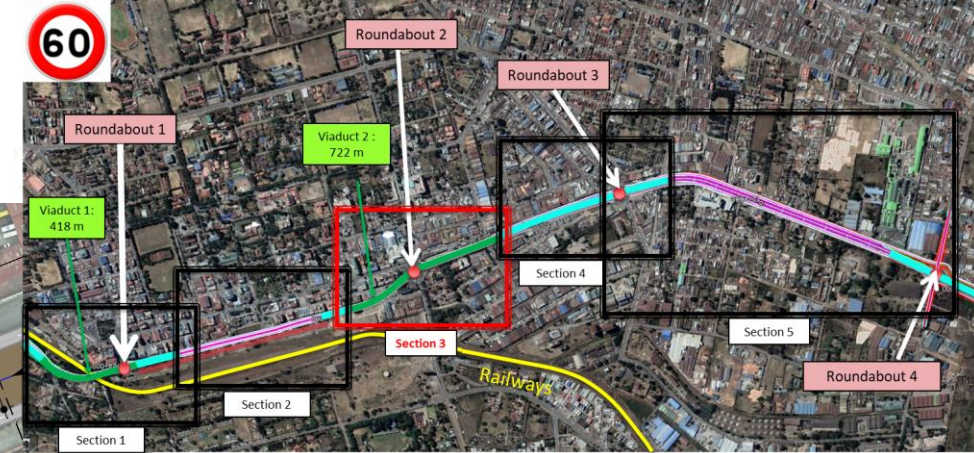 60
Roundabout 2
Roundabout 3
Roundabout 1
Viaduct 2 :
722 m
Viaduct 1:
418 m
Section 4
Section 5
Section 3
Railways
Roundabout 4
Section 2
Section 1